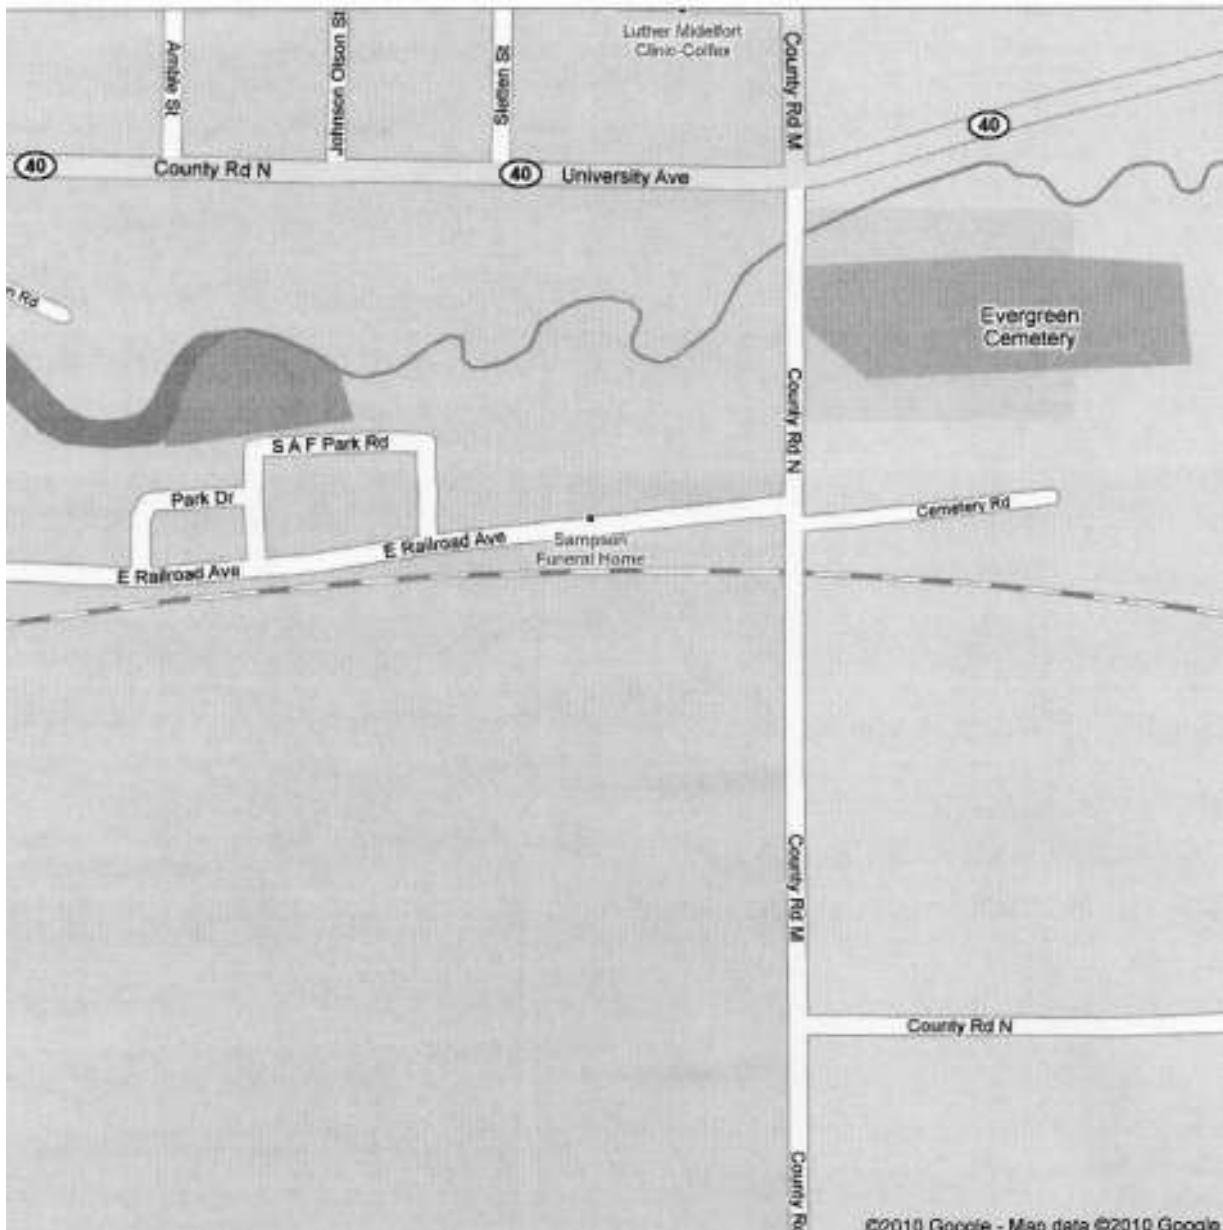 Amble St
Johnson Olson St
Sletten St
Luther Midelfort
Clinic-Colfax
County Rd M
40
40
County Rd N
40
University Ave
n Rd
Evergreen
Cemetery
County Rd N
S A F Park Rd
Park Dr
Cemetery Rd
E Railroad Ave
Sampson
Funeral Home
E Railroad Ave
County Rd M
County Rd N
County R
©2010 Google - Map data ©2010 Google